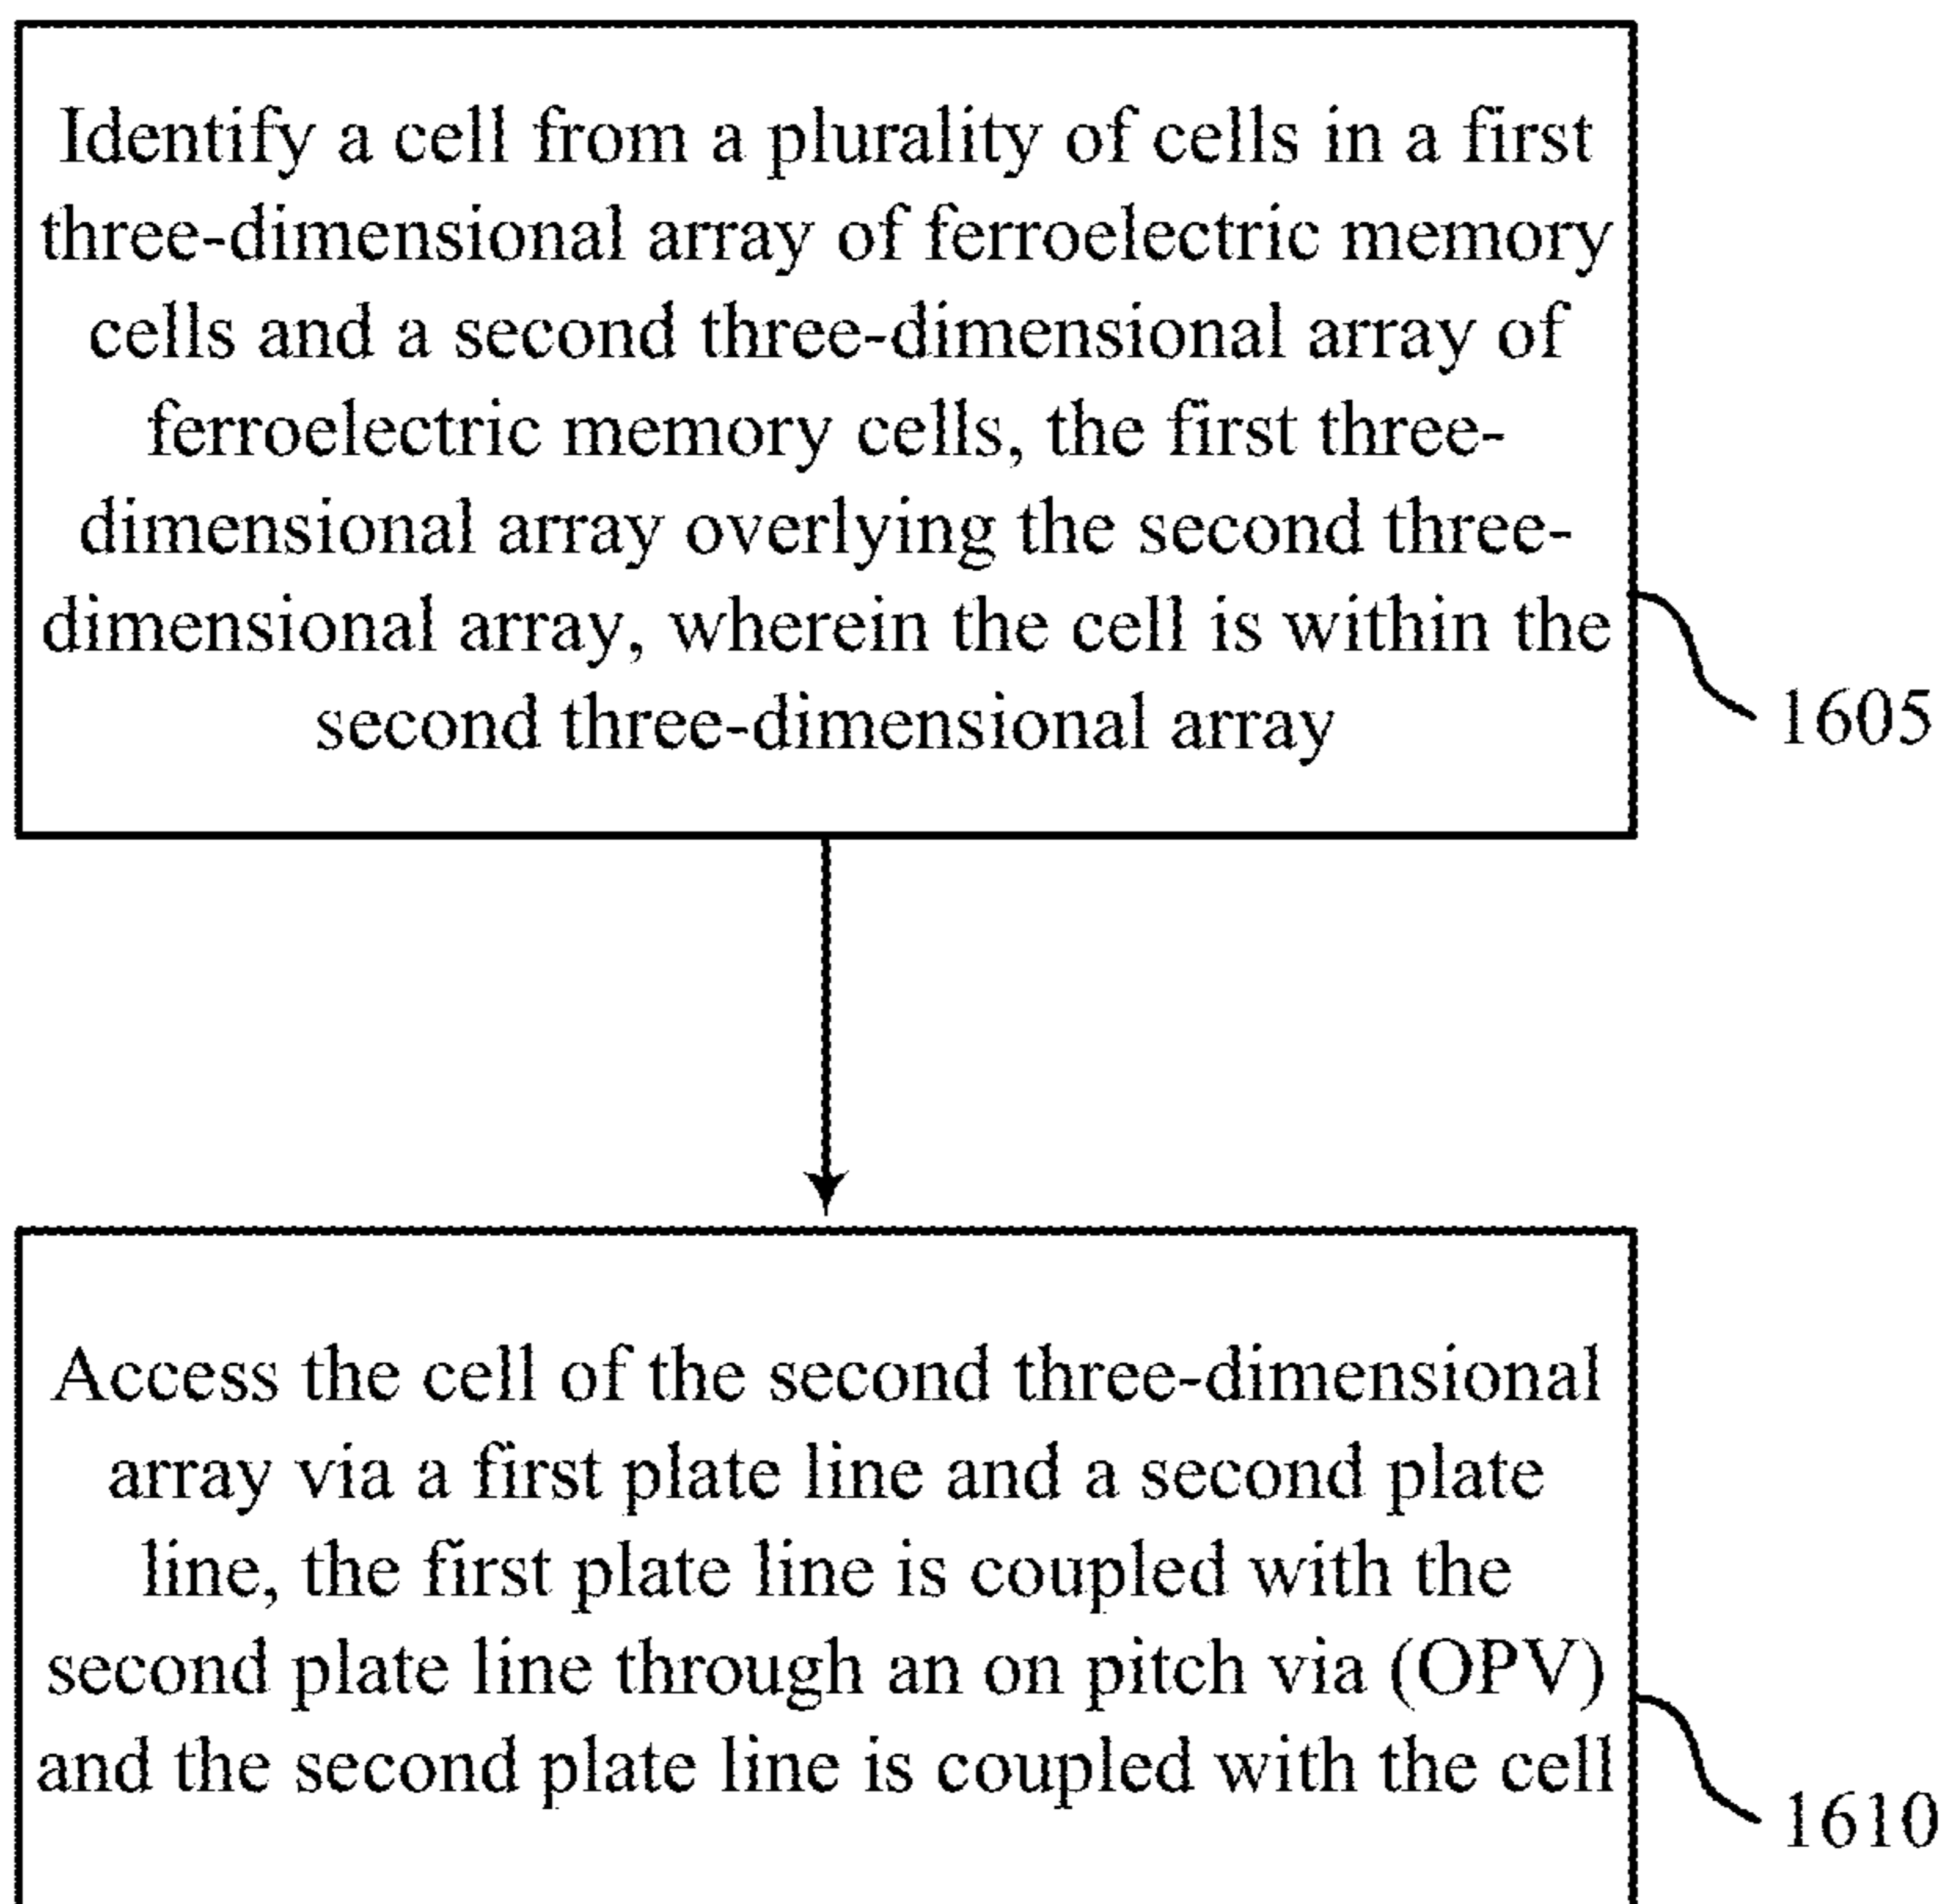 Identify a cell from a plurality of cells in a first
three-dimensional array of ferroelectric memory
cells and a second three-dimensional array of
ferroelectric memory cells, the first three-
dimensional array overlying the second three-
dimensional array, wherein the cell is within the
second three-dimensional array
1605
Access the cell of the second three-dimensional
array via a first plate line and a second plate
line, the first plate line is coupled with the
second plate line through an on pitch via (OPV)
and the second plate line is coupled with the cell
1610